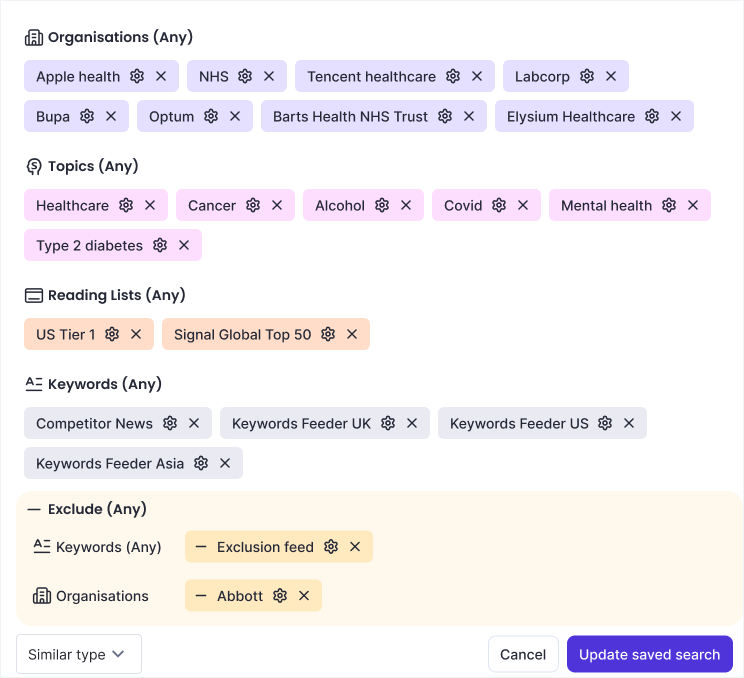 Organisations (Any)
Apple health NHS Tencent healthcare Labcorp
Bupa Optum Barts Health NHS Trust Elysium Healthcare
Topics (Any)
Healthcare Cancer Alcohol Covid Mental health
Type 2 diabetes
Reading Lists (Any)
US Tier 1 Signal Global Top 50
Keywords (Any)
Competitor News Keywords Feeder UK Keywords Feeder US
Keywords Feeder Asia
Exclude (Any)
Keywords (Any) Exclusion feed
Organisations Abbott
Similar type Cancel Update saved search